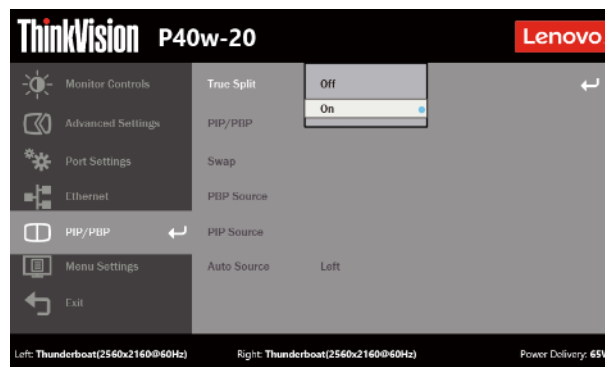 ThinkVision P40w-20 Lenovo
Monitor Controls True Split Off
On
Advanced Settings PIP/PBP
Port Settings Swap
Ethernet PBP Source
PIP/PBP PIP Source
Menu Settings Auto Source Left
Exit
Left: Thunderboat(2560x2160@60Hz) Right: Thunderboat(2560x2160@60Hz) Power Delivery: 65W